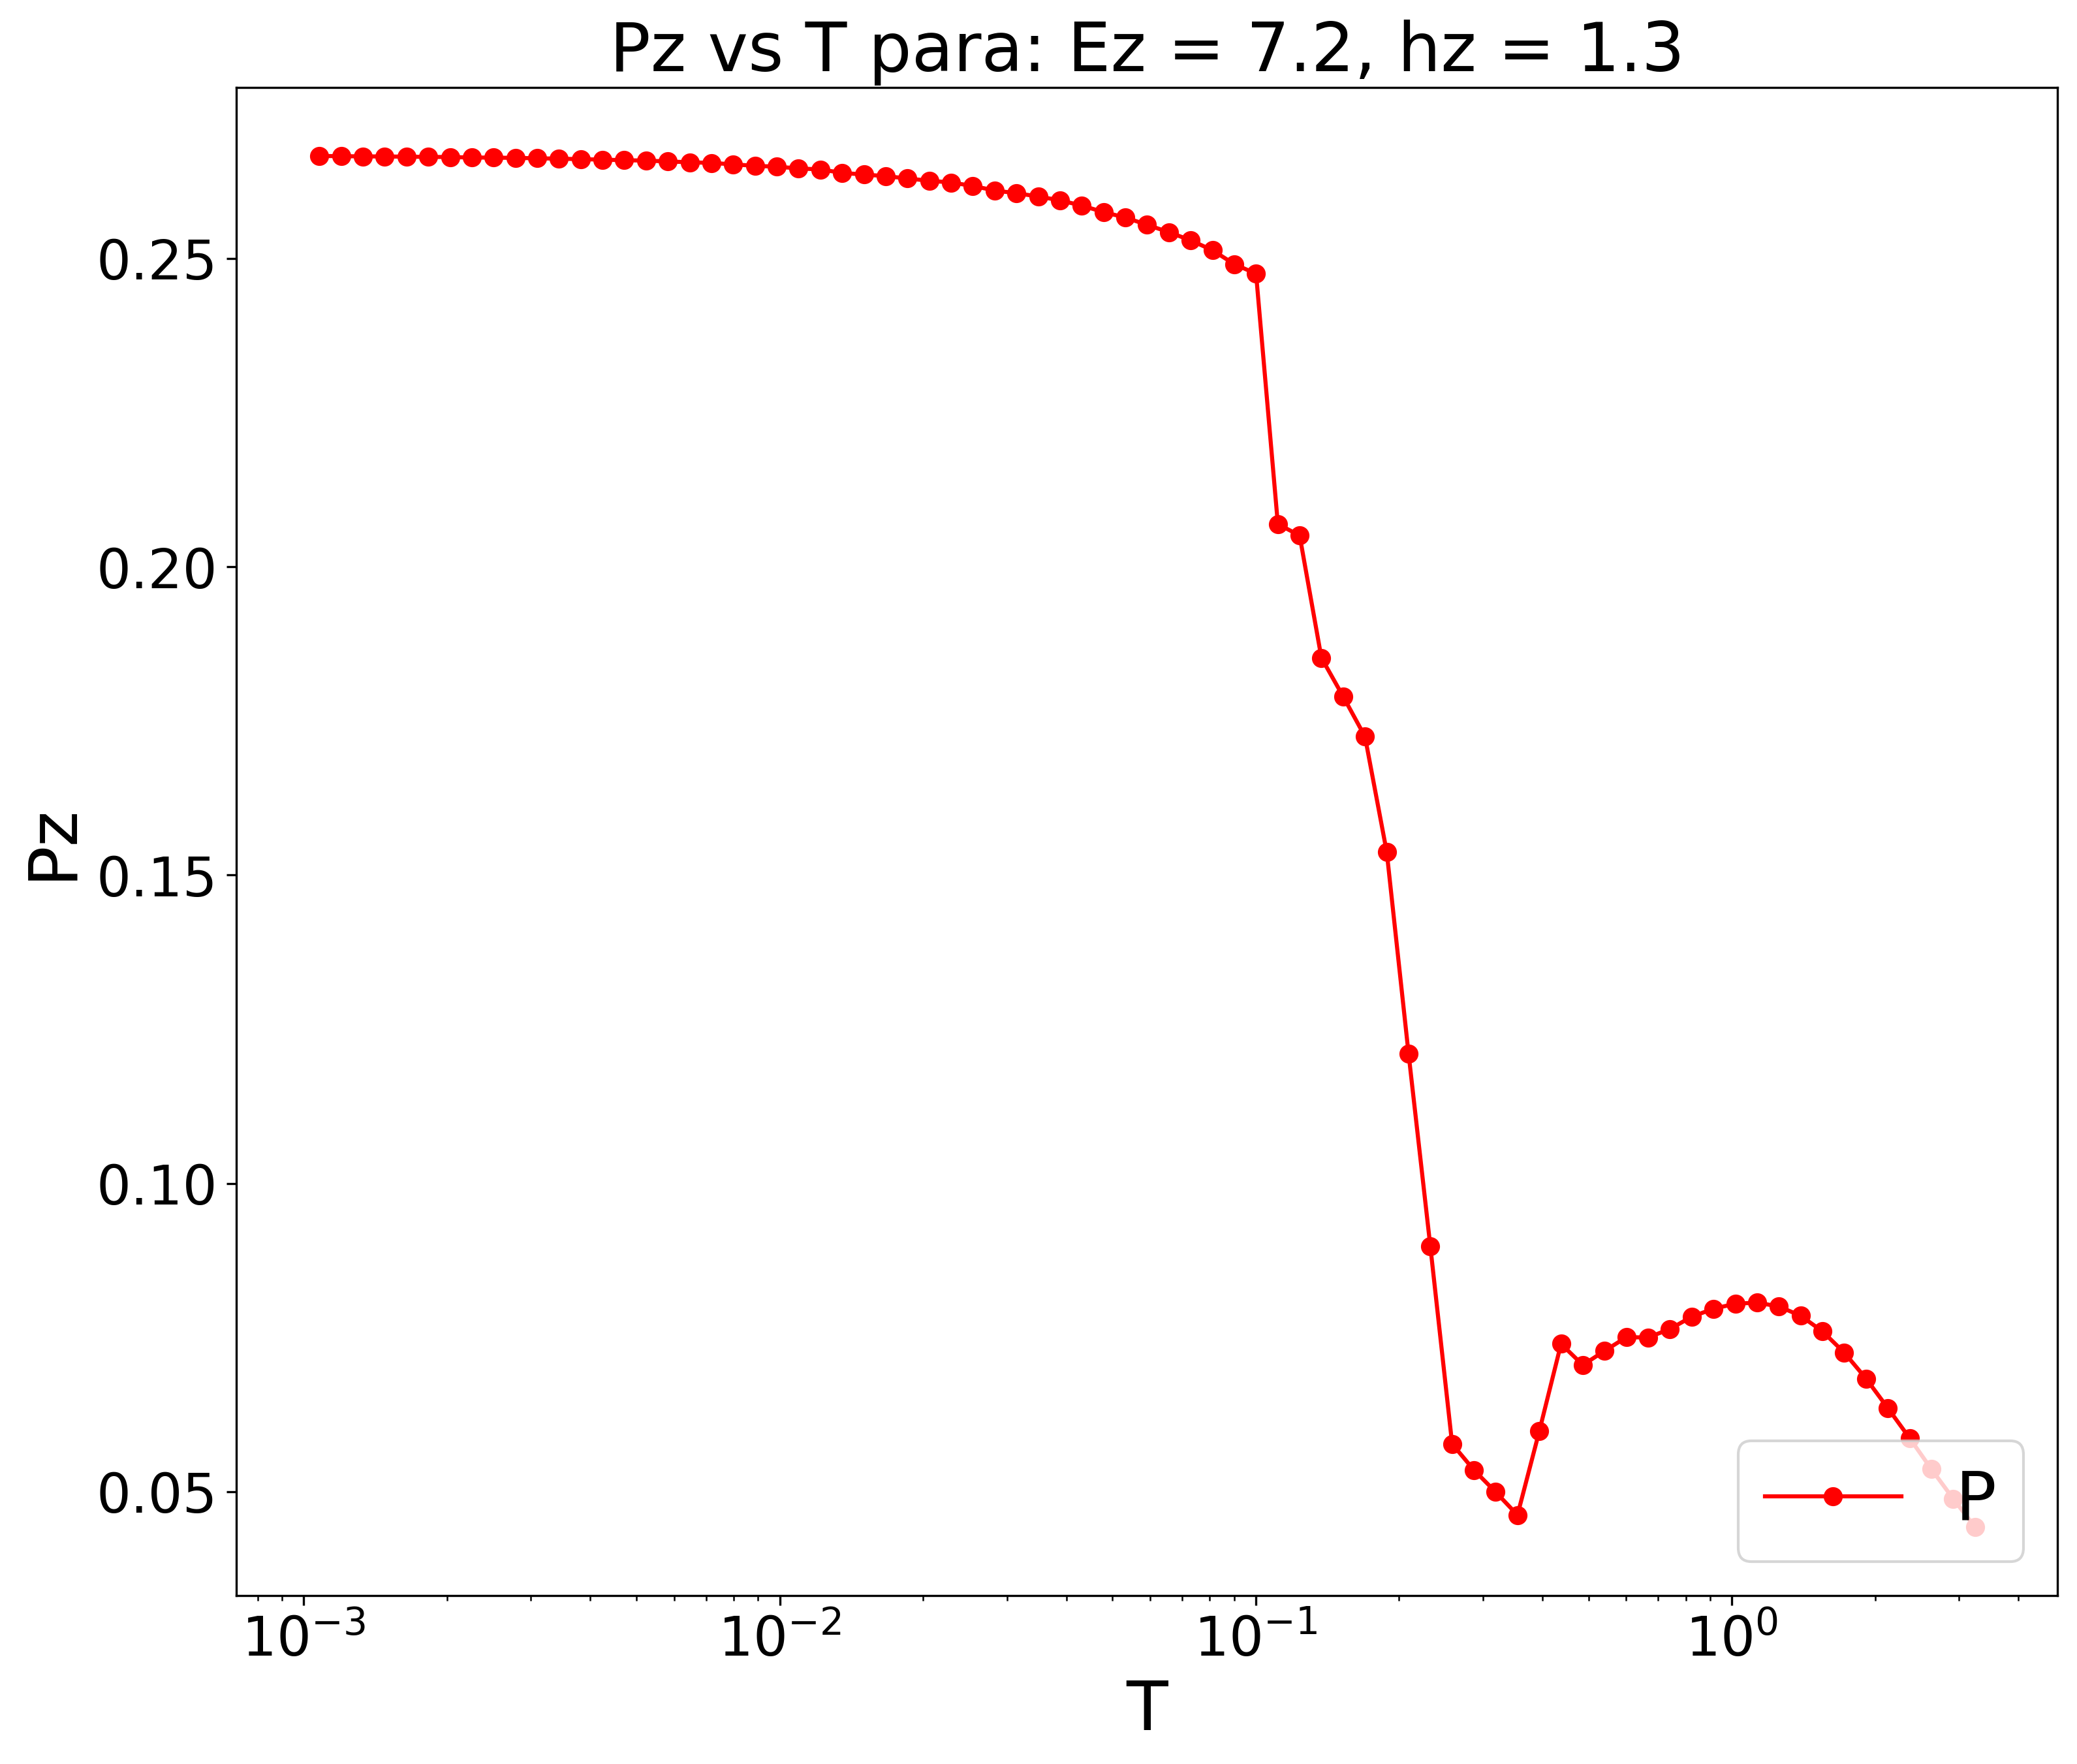 Pz vs T para: Ez = 7.2, hz = 1.3
Pz
0.25
0.20
0.15
0.10
0.05
P
10⁻³ 10⁻² 10⁻¹ 10⁰
T